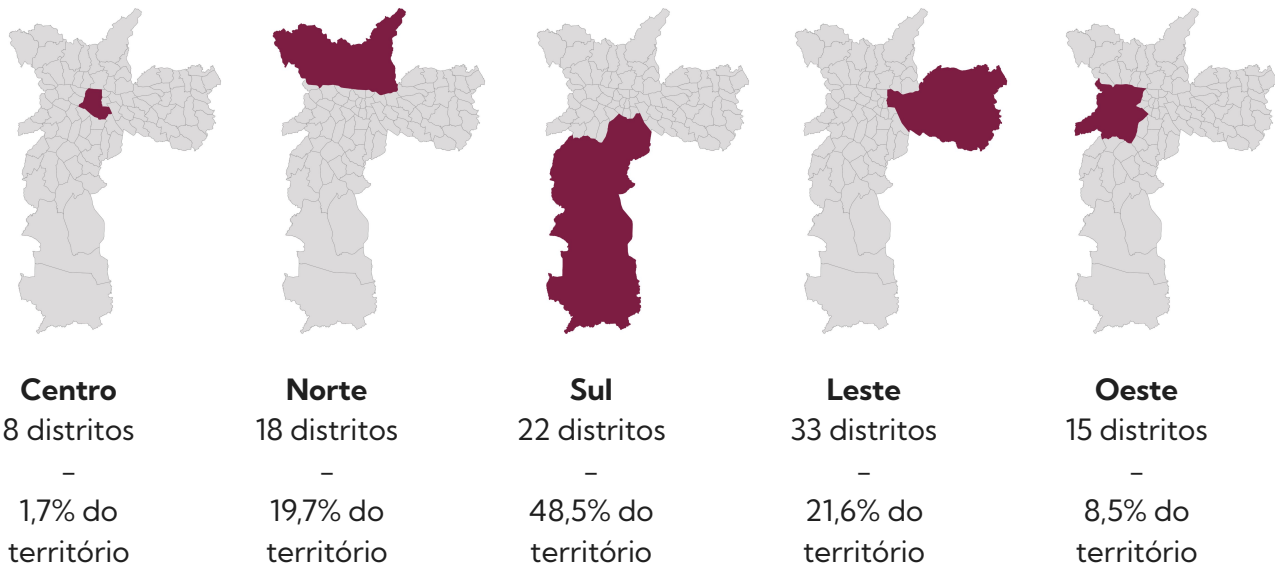 Centro
8 distritos
–
1,7% do
território
Norte
18 distritos
–
19,7% do
território
Sul
22 distritos
–
48,5% do
território
Leste
33 distritos
–
21,6% do
território
Oeste
15 distritos
–
8,5% do
território